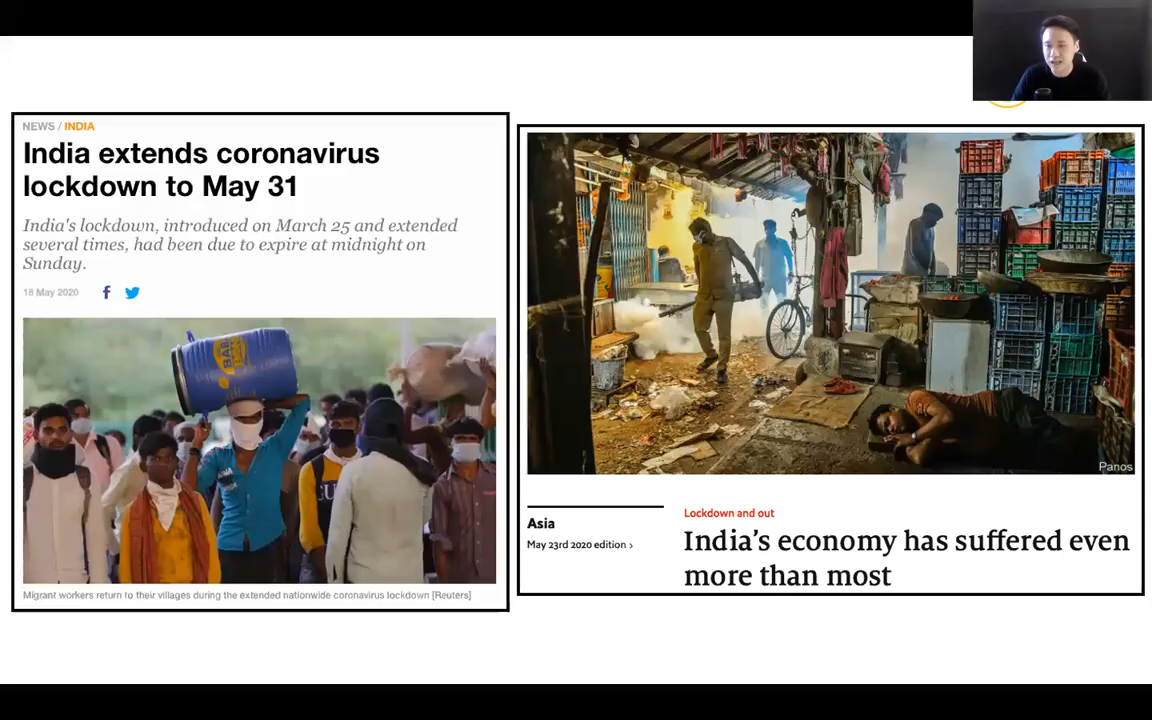 NEWS / INDIA
India extends coronavirus
lockdown to May 31
India's lockdown, introduced on March 25 and extended
several times, had been due to expire at midnight on
Sunday.
18 May 2020
BAB
Migrant workers return to their villages during the extended nationwide coronavirus lockdown [Reuters]
Panos
Asia
May 23rd 2020 edition ›
Lockdown and out
India’s economy has suffered even
more than most